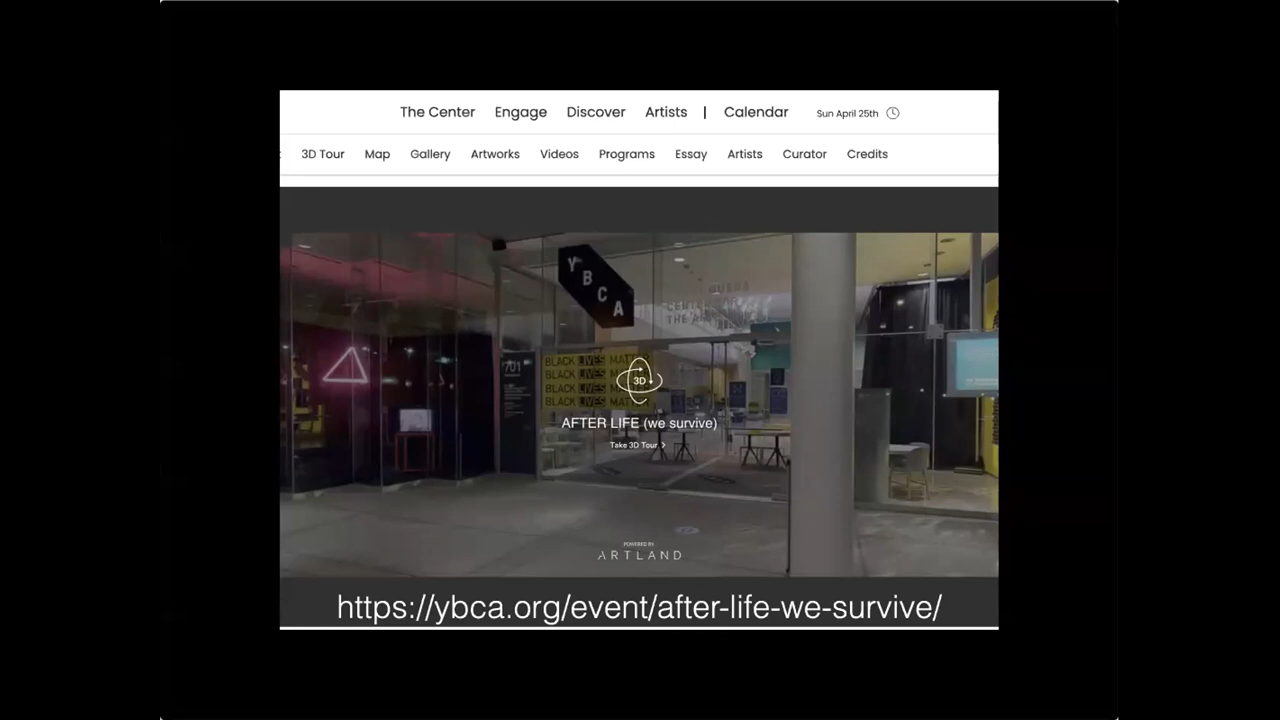 The Center Engage Discover Artists | Calendar Sun April 25th
3D Tour Map Gallery Artworks Videos Programs Essay Artists Curator Credits
YBCA
701
BLACK LIVES MATTER
BLACK LIVES MATTER
BLACK LIVES MATTER
BLACK LIVES MATTER
3D
AFTER LIFE (we survive)
Take 3D Tour >
POWERED BY
ARTLAND
https://ybca.org/event/after-life-we-survive/